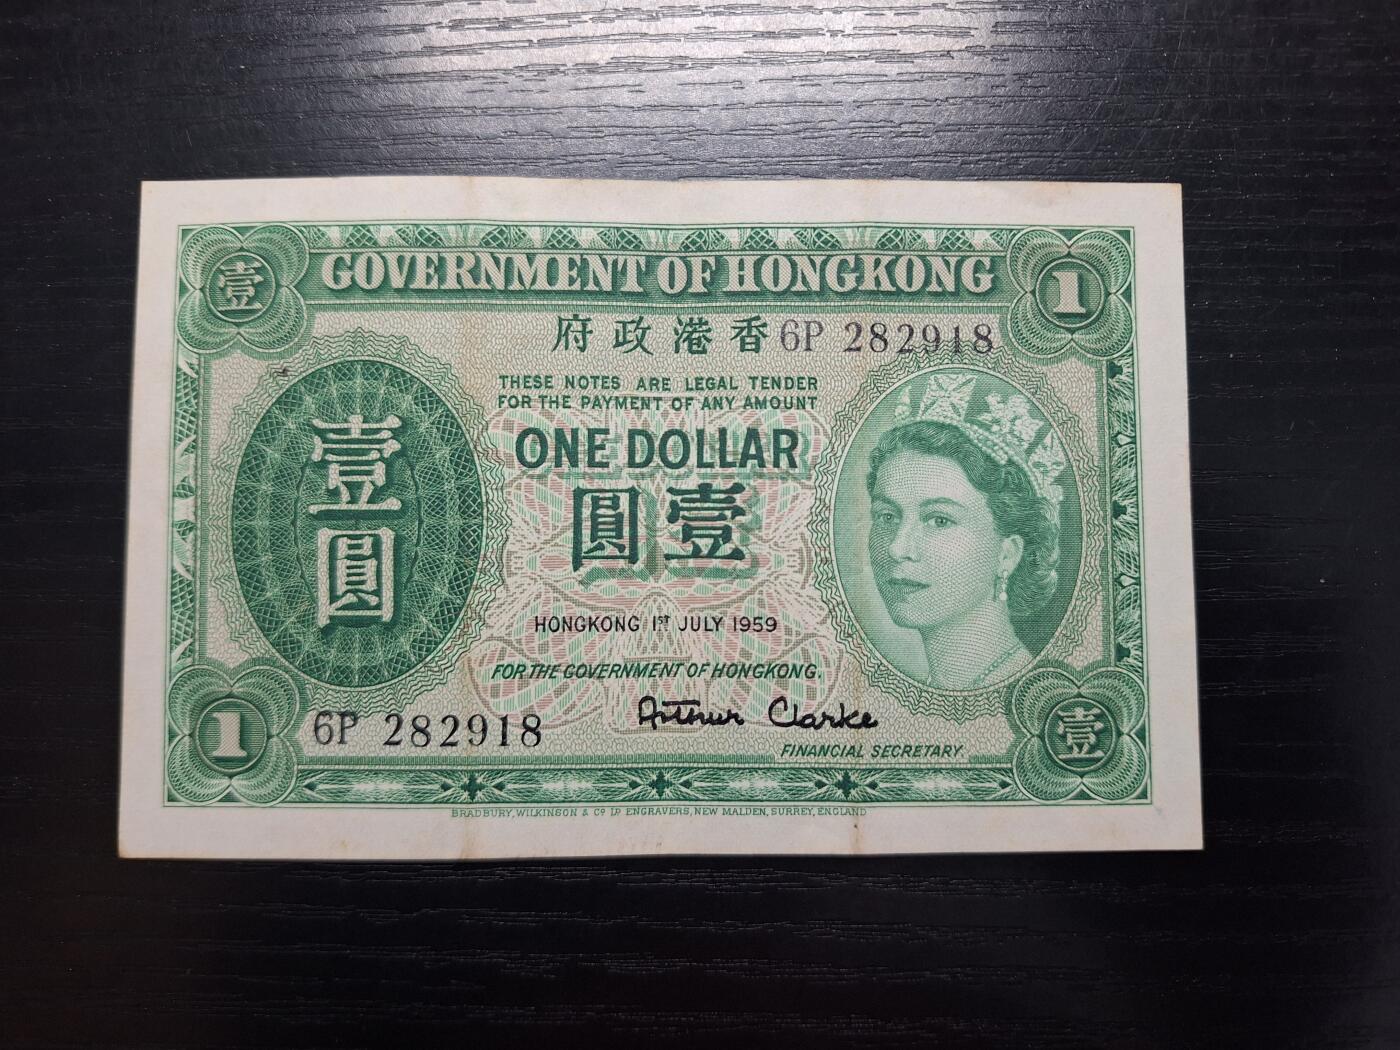 壹 GOVERNMENT OF HONGKONG 1
府政港香 6P 282918
THESE NOTES ARE LEGAL TENDER
FOR THE PAYMENT OF ANY AMOUNT
壹圓
ONE DOLLAR
圓壹
HONGKONG 1ST JULY 1959
FOR THE GOVERNMENT OF HONGKONG.
1 6P 282918
Arthur Clarke
FINANCIAL SECRETARY
壹
BRADBURY, WILKINSON & Co LD ENGRAVERS, NEW MALDEN, SURREY, ENGLAND